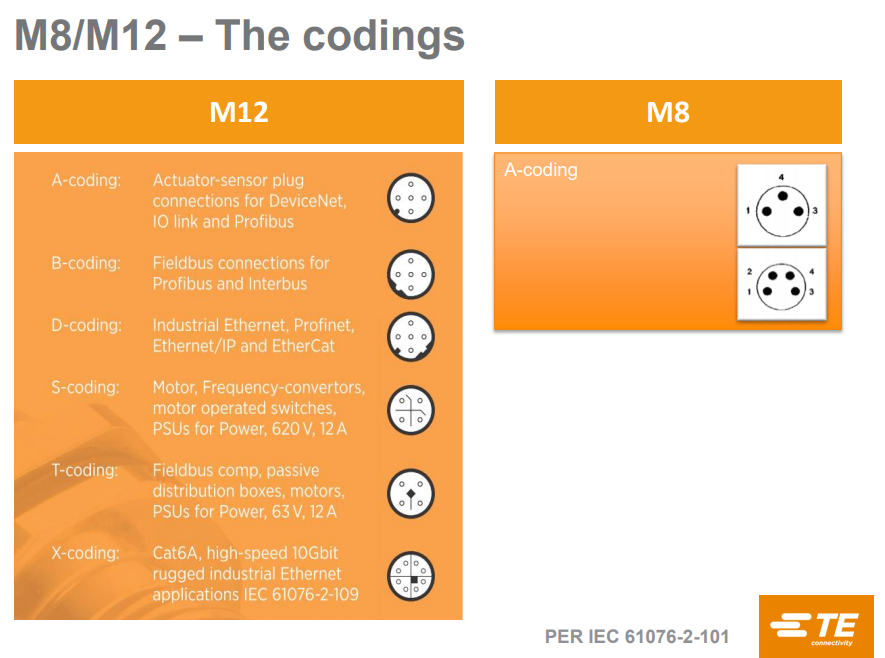 M8/M12 – The codings
M12
A-coding:
Actuator-sensor plug
connections for DeviceNet,
IO link and Profibus
B-coding:
Fieldbus connections for
Profibus and Interbus
D-coding:
Industrial Ethernet, Profinet,
Ethernet/IP and EtherCat
S-coding:
Motor, Frequency-convertors,
motor operated switches,
PSUs for Power, 620 V, 12 A
T-coding:
Fieldbus comp, passive
distribution boxes, motors,
PSUs for Power, 63 V, 12 A
X-coding:
Cat6A, high-speed 10Gbit
rugged industrial Ethernet
applications IEC 61076-2-109
M8
A-coding
4
1 3
2 4
1 3
PER IEC 61076-2-101
TE
connectivity